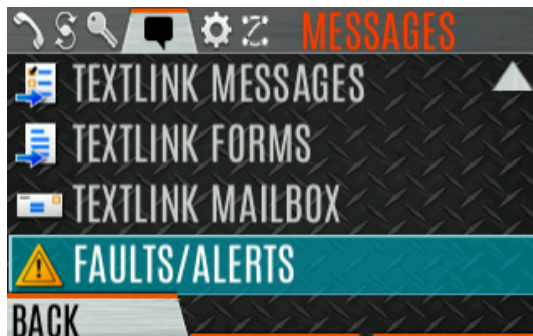 MESSAGES
TEXTLINK MESSAGES
TEXTLINK FORMS
TEXTLINK MAILBOX
FAULTS/ALERTS
BACK